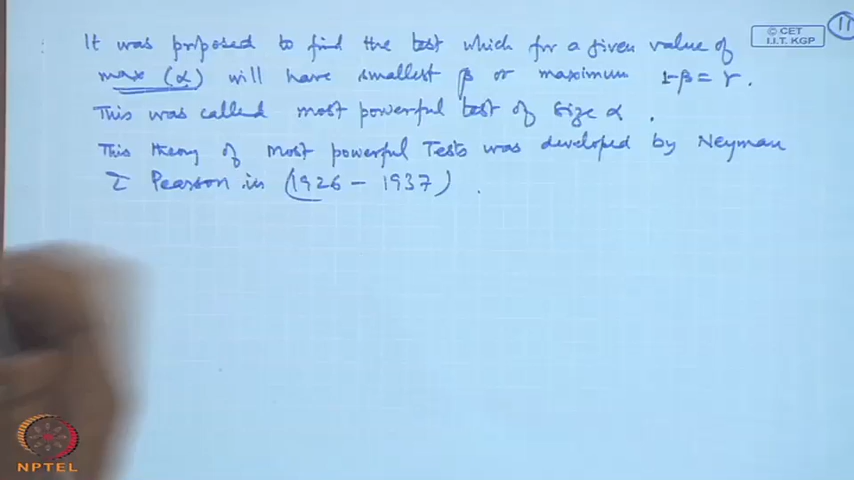 11
© CET
I.I.T. KGP
It was proposed to find the test which for a given value of
max (α) will have smallest β or maximum 1-β = γ.
This was called most powerful test of size α .
This theory of most powerful Tests was developed by Neyman
& Pearson in (1926 - 1937) .
NPTEL